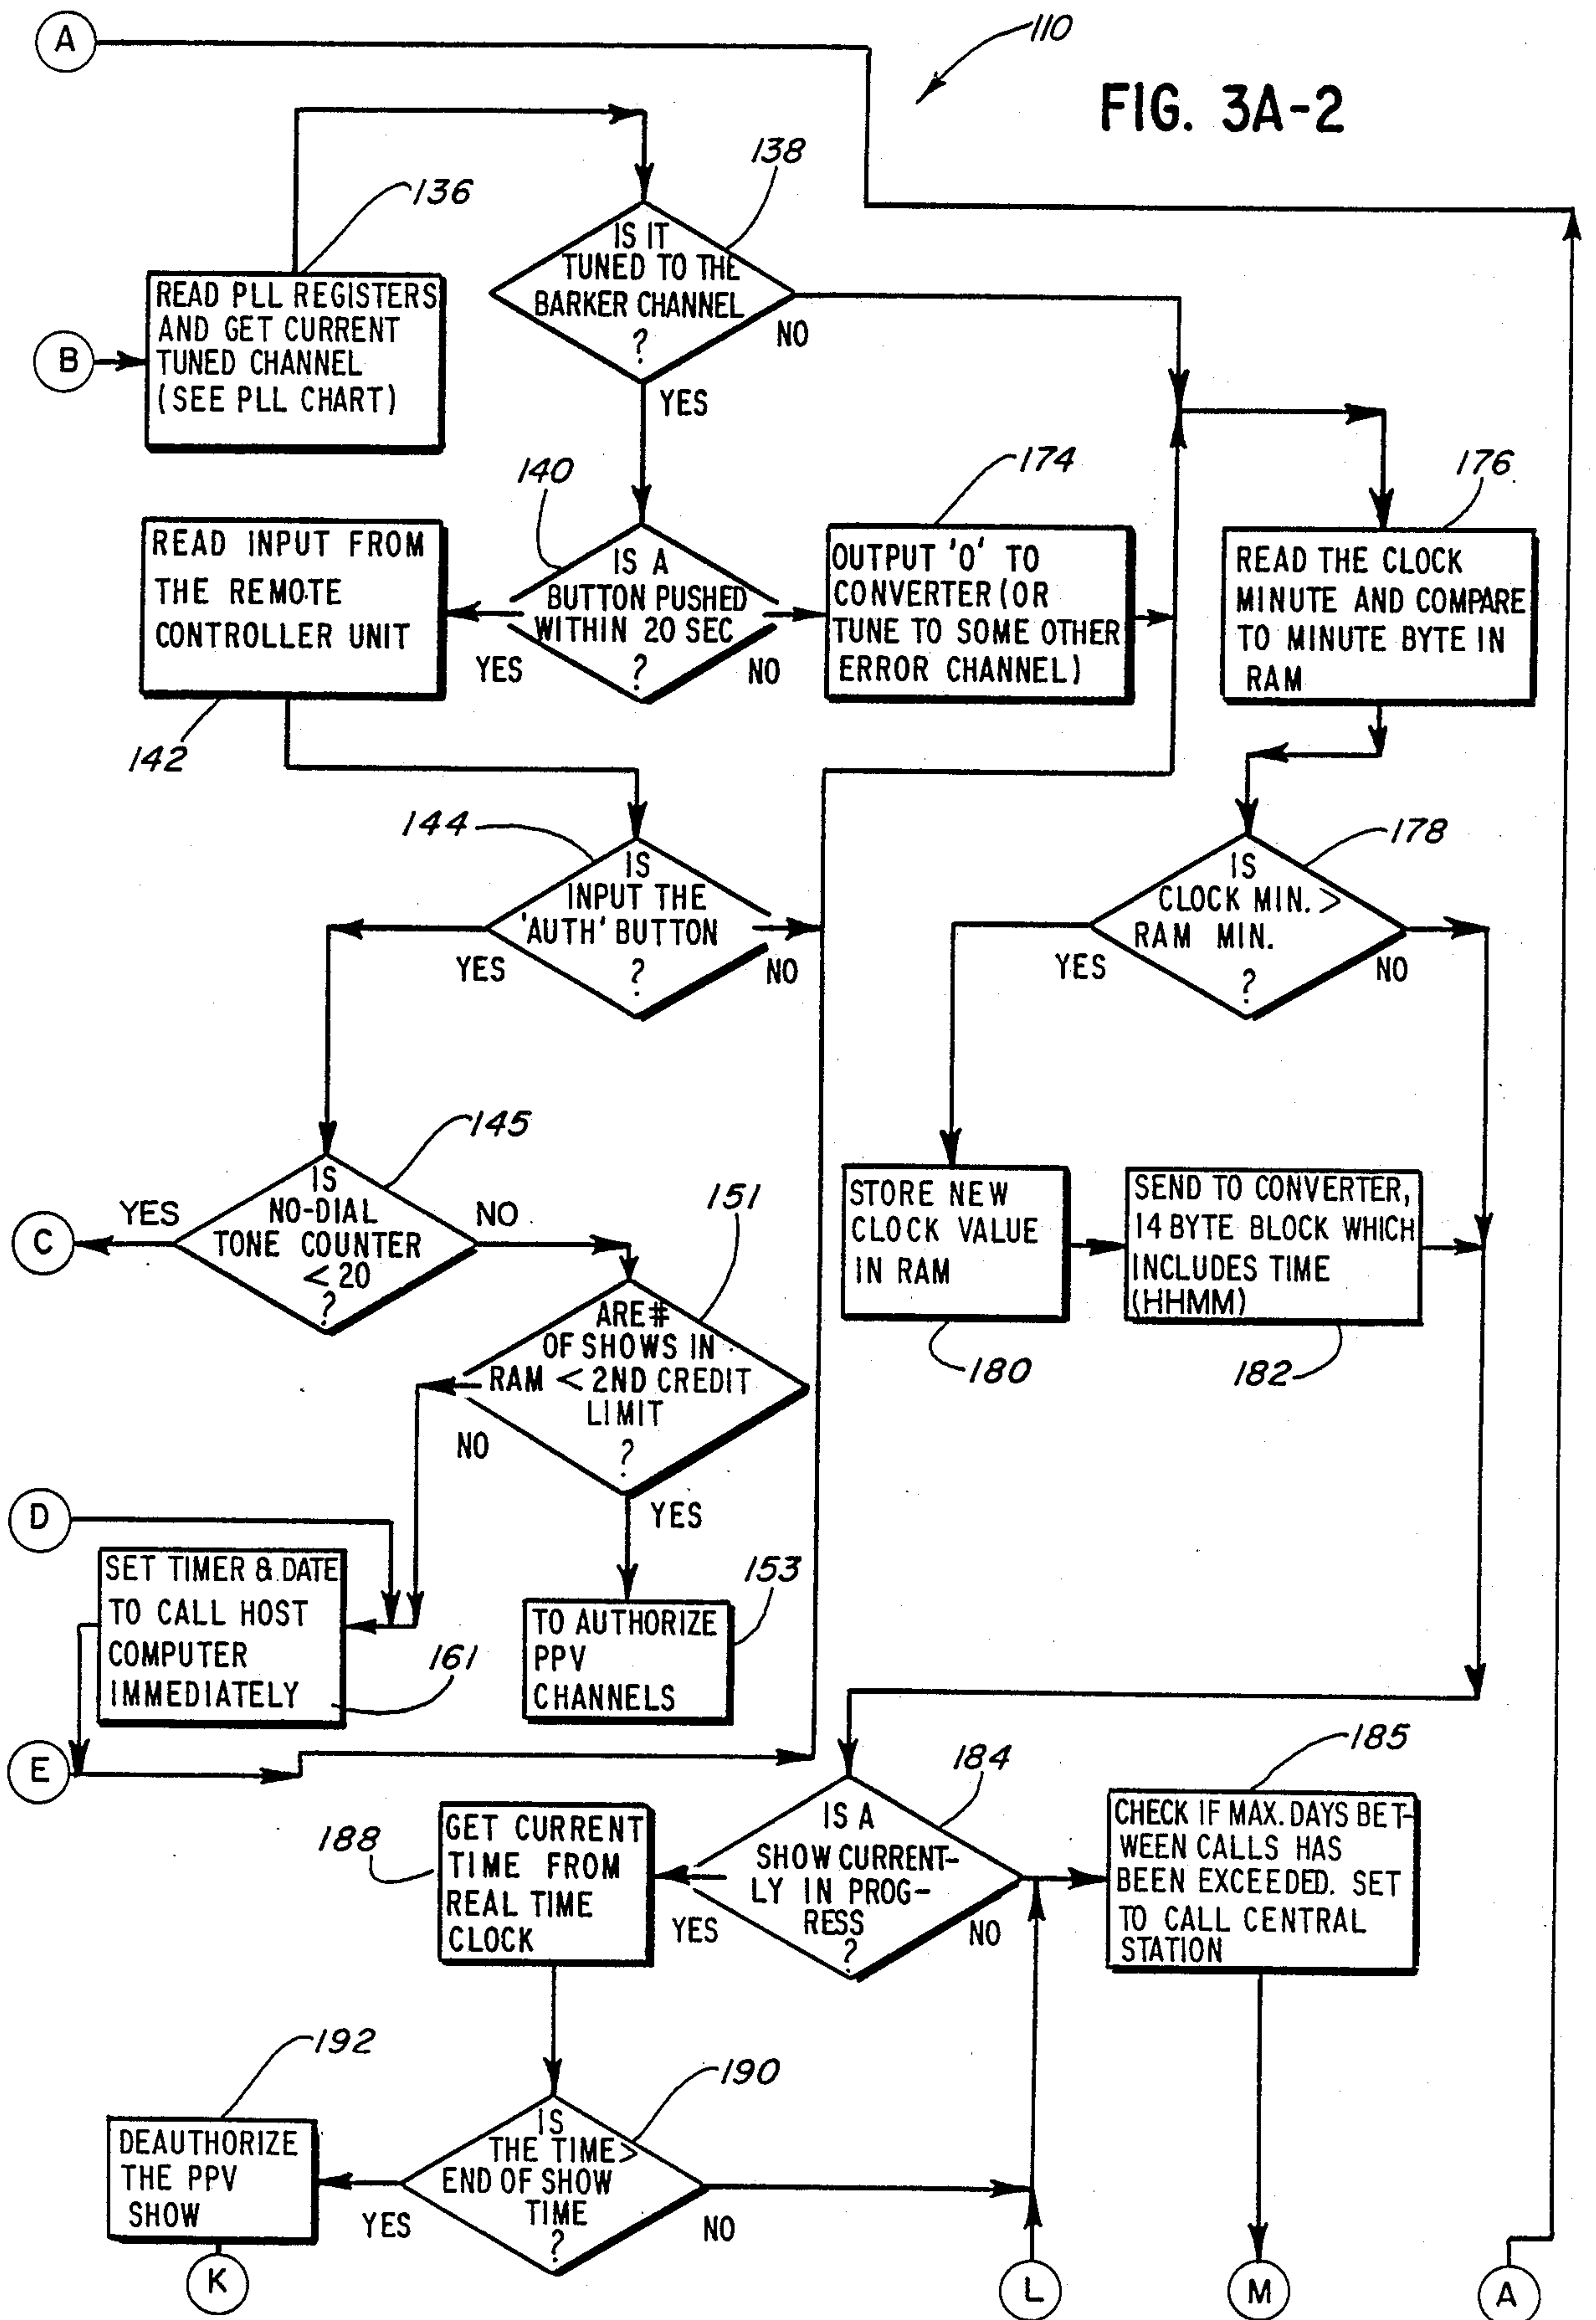 A
110
FIG. 3A-2
138
136
IS IT
TUNED TO THE
BARKER CHANNEL
?
NO
YES
READ PLL REGISTERS
AND GET CURRENT
TUNED CHANNEL
(SEE PLL CHART)
B
140
174
176
READ INPUT FROM
THE REMOTE
CONTROLLER UNIT
142
IS A
BUTTON PUSHED
WITHIN 20 SEC
?
YES
NO
OUTPUT 'O' TO
CONVERTER (OR
TUNE TO SOME OTHER
ERROR CHANNEL)
READ THE CLOCK
MINUTE AND COMPARE
TO MINUTE BYTE IN
RAM
144
IS
INPUT THE
'AUTH' BUTTON
?
YES
NO
178
IS
CLOCK MIN. >
RAM MIN.
?
YES
NO
145
IS
NO-DIAL
TONE COUNTER
< 20
?
YES
NO
C
151
ARE #
OF SHOWS IN
RAM < 2ND CREDIT
LIMIT
?
NO
YES
STORE NEW
CLOCK VALUE
IN RAM
180
SEND TO CONVERTER,
14 BYTE BLOCK WHICH
INCLUDES TIME
(HHMM)
182
D
SET TIMER & DATE
TO CALL HOST
COMPUTER
IMMEDIATELY
161
153
TO AUTHORIZE
PPV
CHANNELS
E
188
GET CURRENT
TIME FROM
REAL TIME
CLOCK
184
IS A
SHOW CURRENT-
LY IN PROG-
RESS
?
YES
NO
185
CHECK IF MAX. DAYS BET-
WEEN CALLS HAS
BEEN EXCEEDED. SET
TO CALL CENTRAL
STATION
192
DEAUTHORIZE
THE PPV
SHOW
190
IS
THE TIME >
END OF SHOW
TIME
?
YES
NO
K
L
M
A